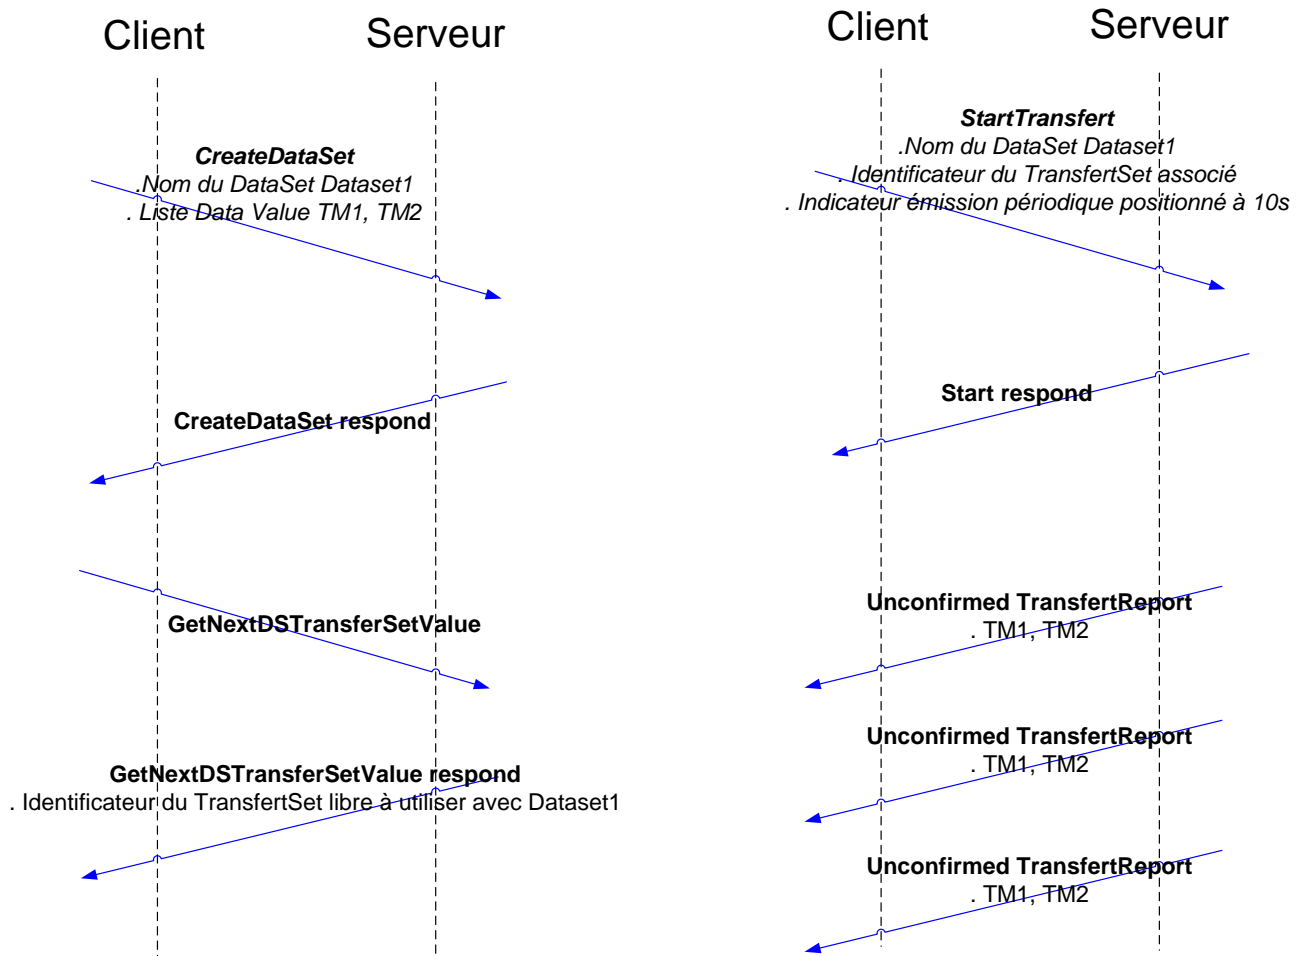 Client
Serveur
CreateDataSet
.Nom du DataSet Dataset1
. Liste Data Value TM1, TM2
CreateDataSet respond
GetNextDSTransferSetValue
GetNextDSTransferSetValue respond
. Identificateur du TransfertSet libre à utiliser avec Dataset1
Client
Serveur
StartTransfert
.Nom du DataSet Dataset1
. Identificateur du TransfertSet associé
. Indicateur émission périodique positionné à 10s
Start respond
Unconfirmed TransfertReport
. TM1, TM2
Unconfirmed TransfertReport
. TM1, TM2
Unconfirmed TransfertReport
. TM1, TM2